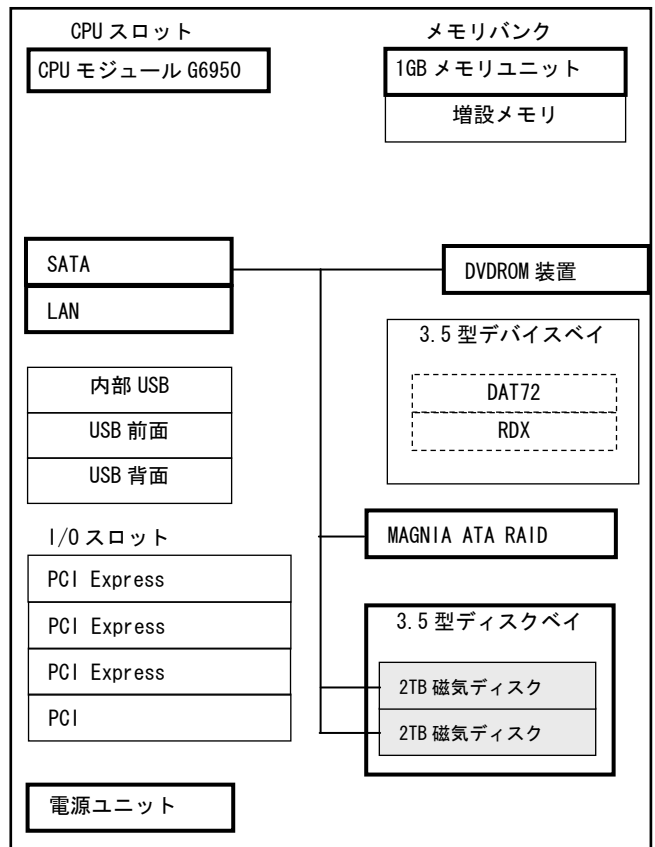 CPU スロット
メモリバンク
CPU モジュール G6950
1GB メモリユニット
増設メモリ
SATA
DVDROM 装置
LAN
3.5 型デバイスベイ
内部 USB
DAT72
USB 前面
RDX
USB 背面
I/O スロット
MAGNIA ATA RAID
PCI Express
PCI Express
3.5 型ディスクベイ
PCI Express
2TB 磁気ディスク
PCI
2TB 磁気ディスク
電源ユニット